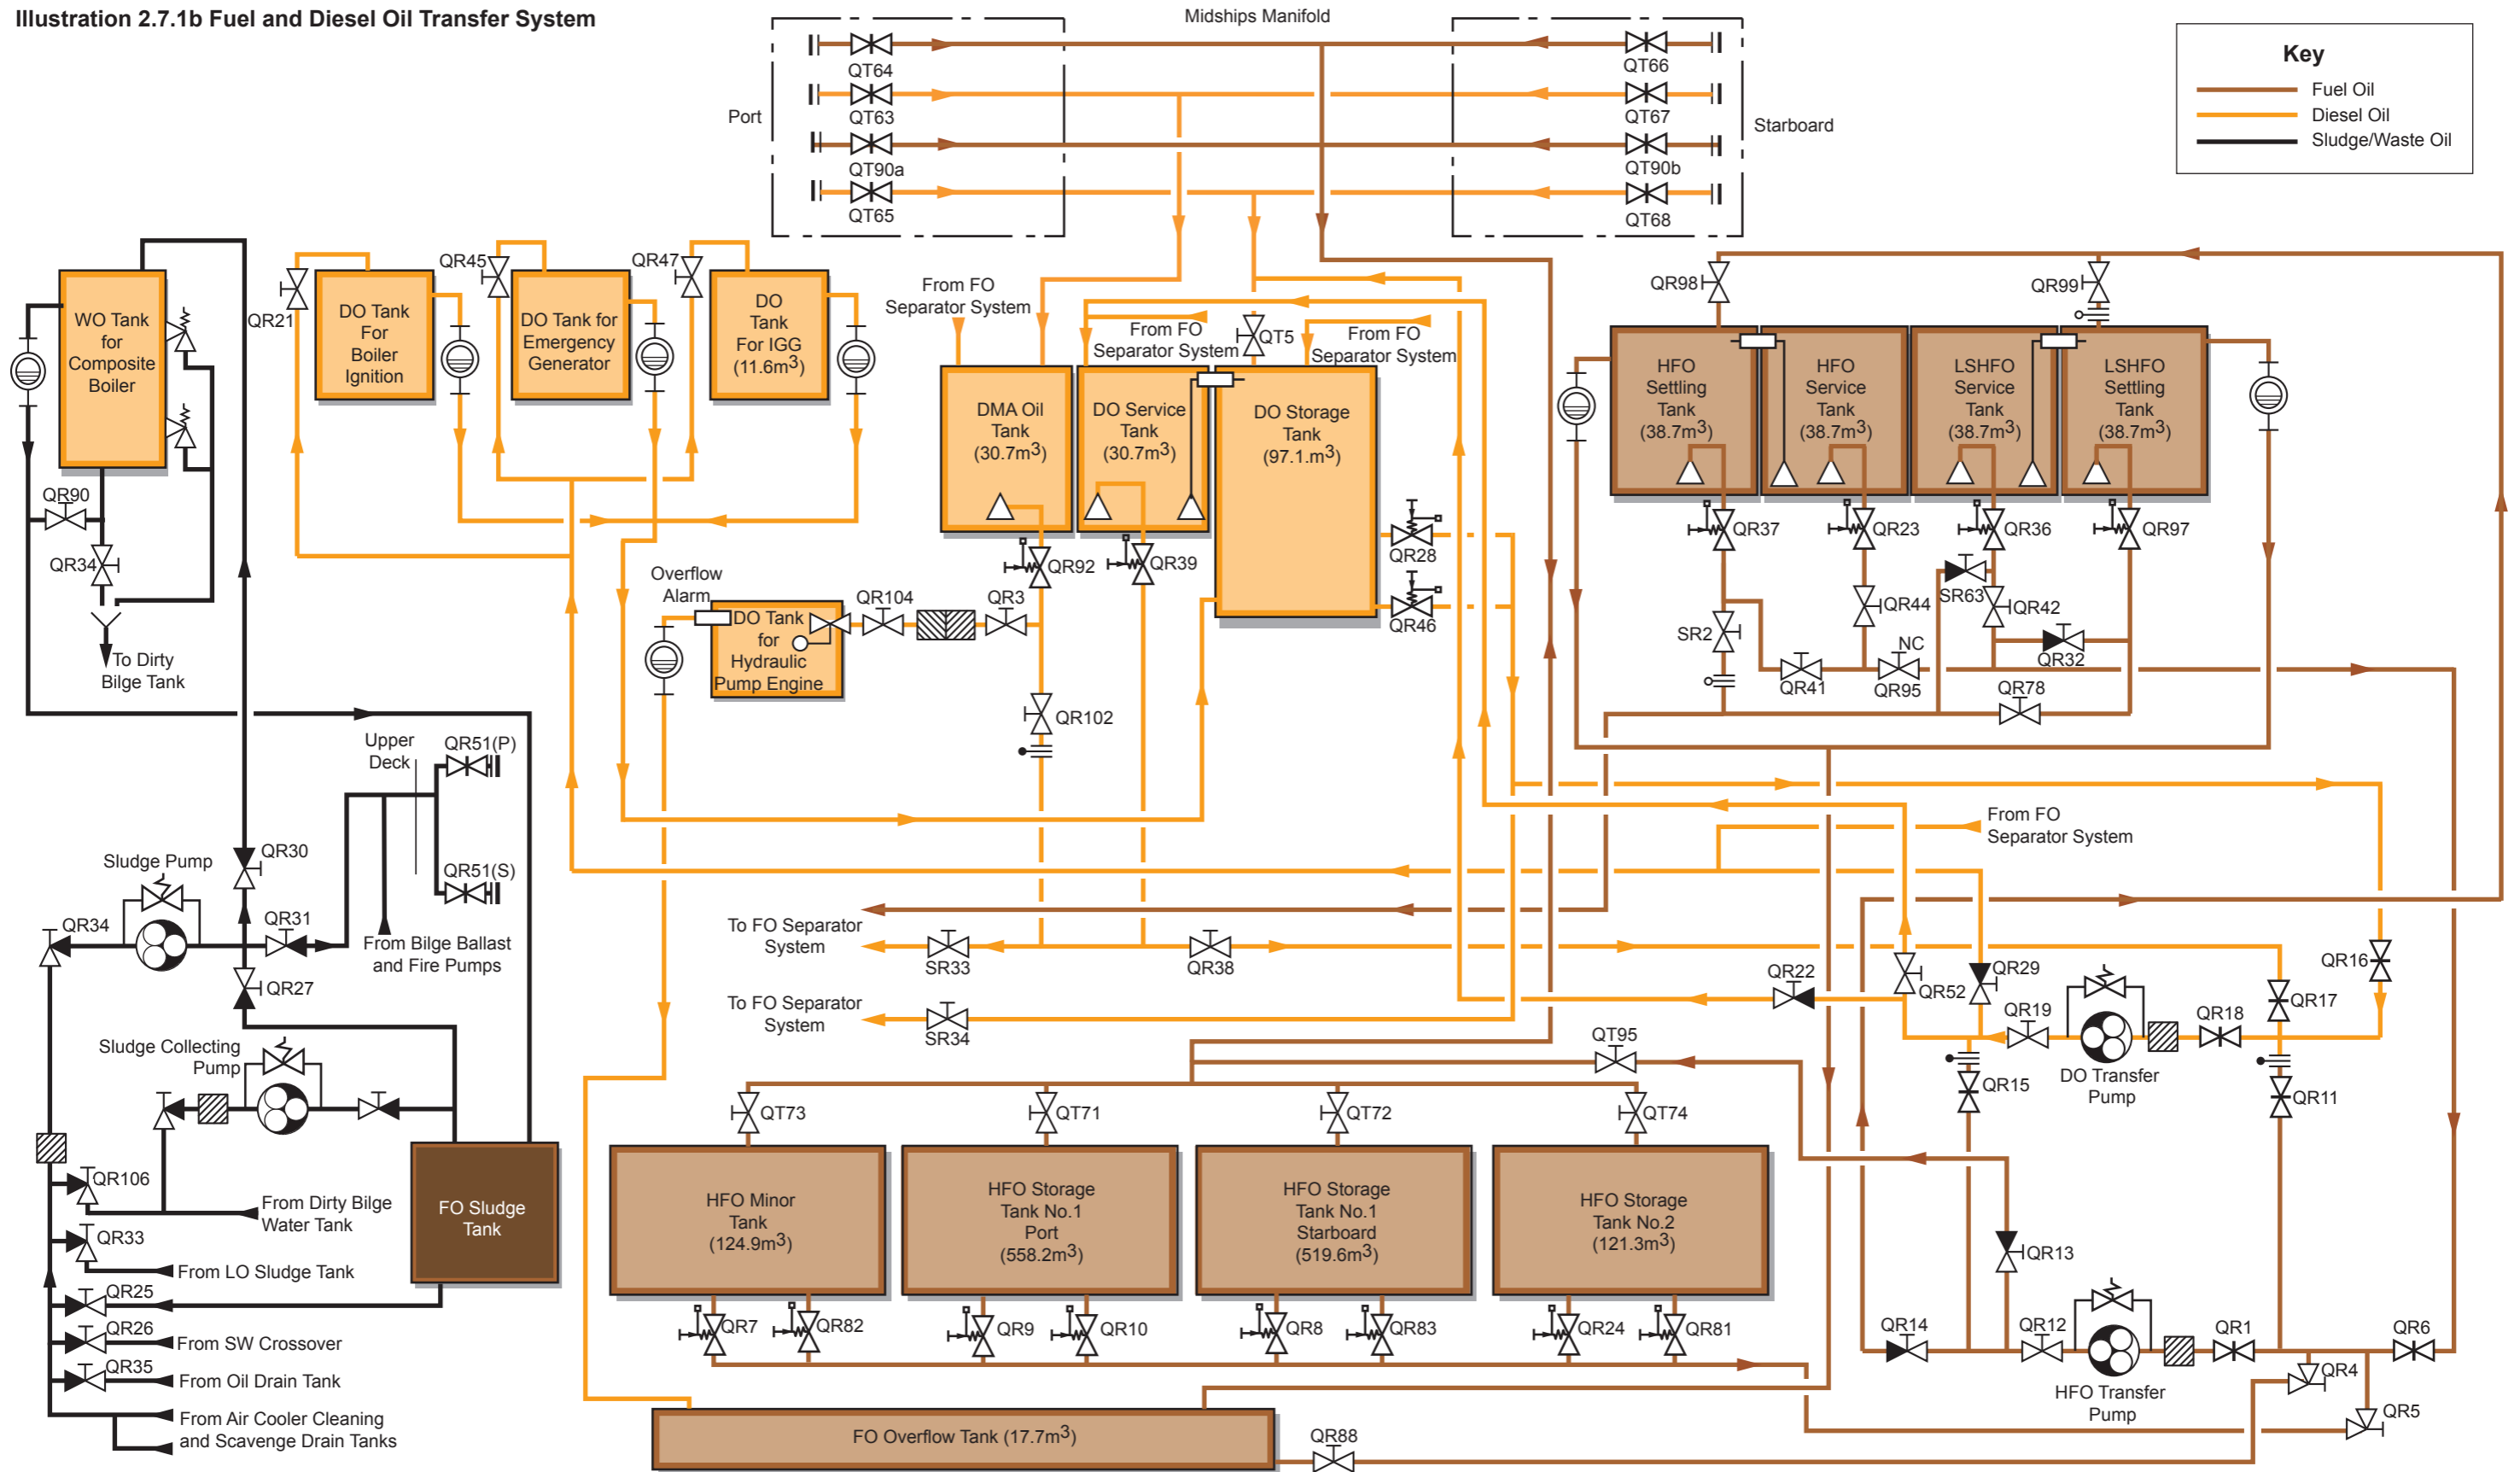 Illustration 2.7.1b Fuel and Diesel Oil Transfer System
Midships Manifold
Port
Starboard
QT64
QT63
QT90a
QT65
QT66
QT67
QT90b
QT68
Key
Fuel Oil
Diesel Oil
Sludge/Waste Oil
WO Tank
for
Composite
Boiler
QR21
DO Tank
For
Boiler
Ignition
QR45
DO Tank for
Emergency
Generator
QR47
DO
Tank
For IGG
(11.6m3)
From FO
Separator System
From FO
Separator System
QT5
From FO
Separator System
DMA Oil
Tank
(30.7m3)
DO Service
Tank
(30.7m3)
DO Storage
Tank
(97.1.m3)
QR98
QR99
HFO
Settling
Tank
(38.7m3)
HFO
Service
Tank
(38.7m3)
LSHFO
Service
Tank
(38.7m3)
LSHFO
Settling
Tank
(38.7m3)
QR90
QR34
To Dirty
Bilge Tank
QR92
QR39
QR28
QR46
QR37
QR23
QR36
QR97
Overflow
Alarm
DO Tank
for
Hydraulic
Pump Engine
QR104
QR3
QR102
SR2
QR44
SR63
QR42
NC
QR32
QR41
QR95
QR78
Upper
Deck
QR51(P)
QR51(S)
QR30
Sludge Pump
QR34
QR31
From Bilge Ballast
and Fire Pumps
QR27
Sludge Collecting
Pump
From FO
Separator System
To FO Separator
System
SR33
QR38
To FO Separator
System
SR34
QR22
QR52
QR29
QR19
QR18
QR17
QR16
DO Transfer
Pump
QR15
QR11
QT95
QT73
QT71
QT72
QT74
QR106
From Dirty Bilge
Water Tank
QR33
From LO Sludge Tank
QR25
QR26
From SW Crossover
QR35
From Oil Drain Tank
From Air Cooler Cleaning
and Scavenge Drain Tanks
FO Sludge
Tank
HFO Minor
Tank
(124.9m3)
HFO Storage
Tank No.1
Port
(558.2m3)
HFO Storage
Tank No.1
Starboard
(519.6m3)
HFO Storage
Tank No.2
(121.3m3)
QR7
QR82
QR9
QR10
QR8
QR83
QR24
QR81
QR13
QR14
QR12
QR1
QR6
HFO Transfer
Pump
QR4
QR5
FO Overflow Tank (17.7m3)
QR88